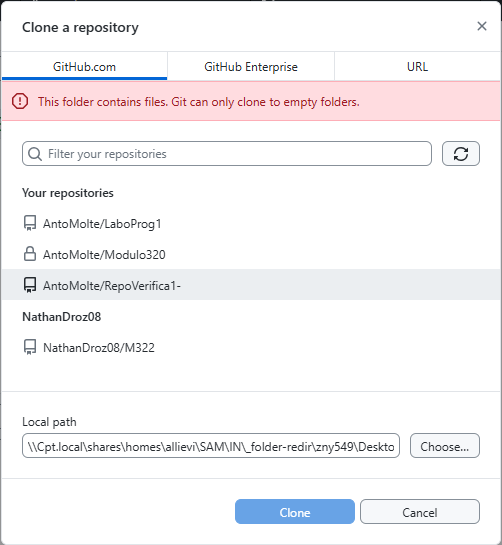 Clone a repository
GitHub.com
GitHub Enterprise
URL
This folder contains files. Git can only clone to empty folders.
Filter your repositories
Your repositories
AntoMolte/LaboProg1
AntoMolte/Modulo320
AntoMolte/RepoVerifica1-
NathanDroz08
NathanDroz08/M322
Local path
\\Cpt.local\shares\homes\allievi\SAM\IN\_folder-redir\zny549\Deskto
Choose...
Clone
Cancel